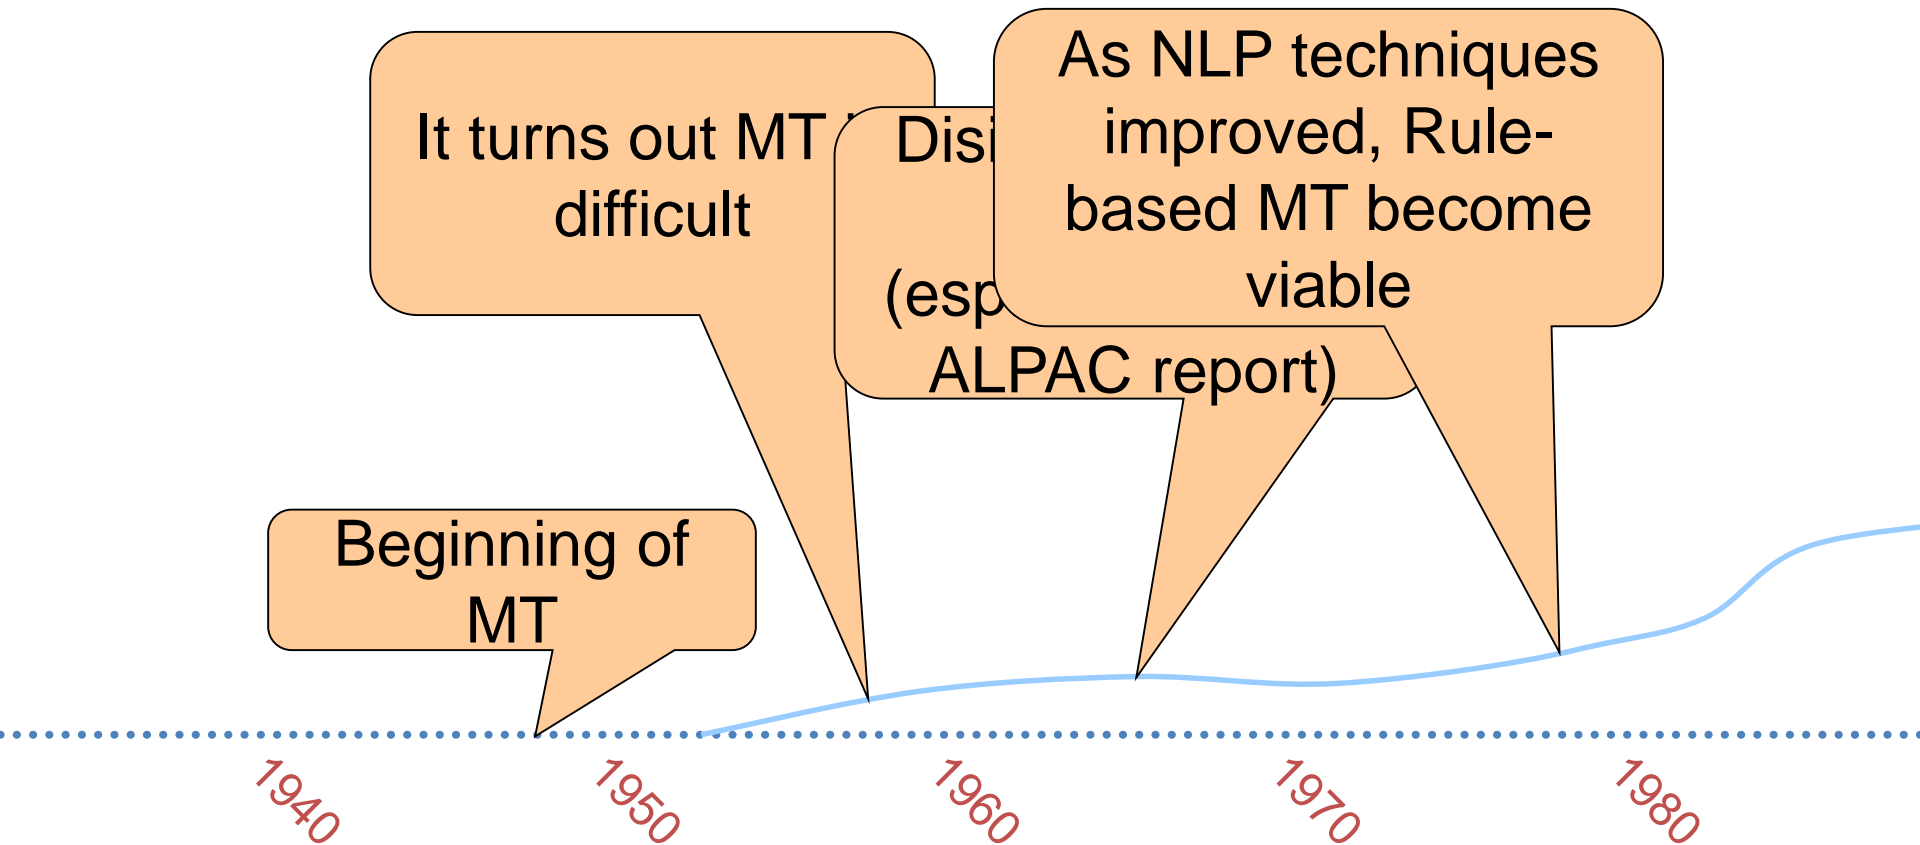 It turns out MT
difficult
(esp
ALPAC report)
As NLP techniques
improved, Rule-
based MT become
viable
Beginning of
MT
1940
1950
1960
1970
1980